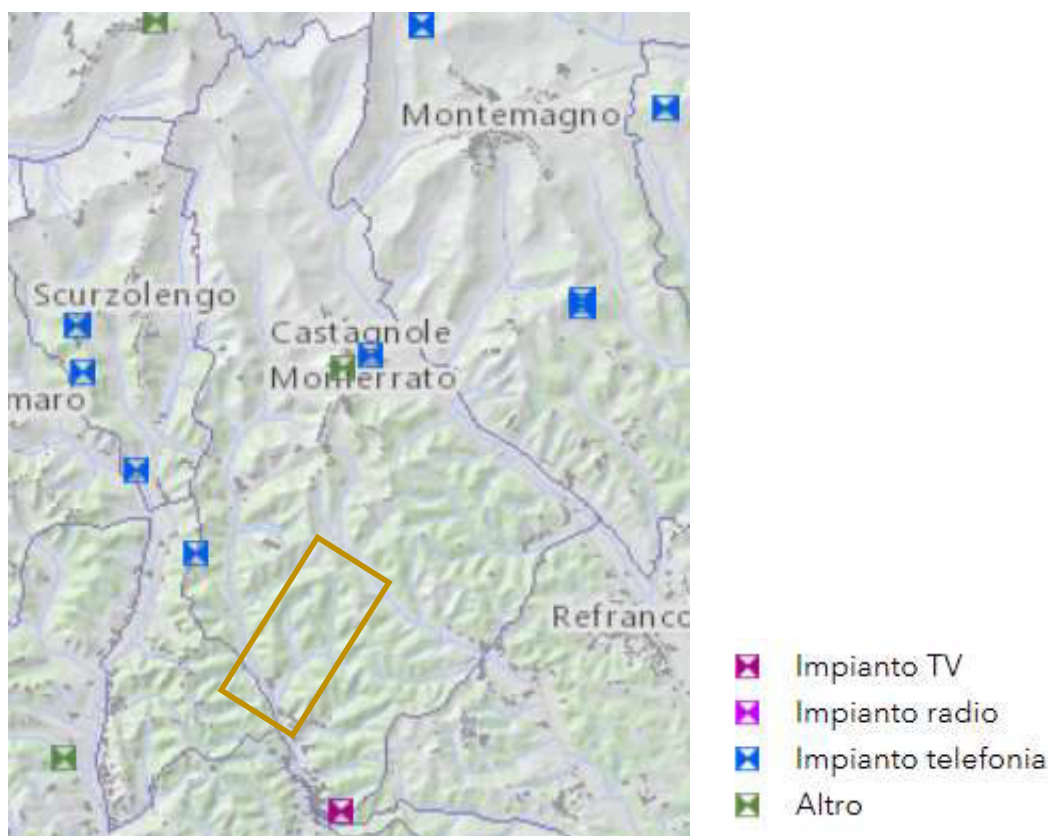 Montemagno
Scurzolengo
Castagnole
Monferrato
maro
Refranco
Impianto TV
Impianto radio
Impianto telefonia
Altro